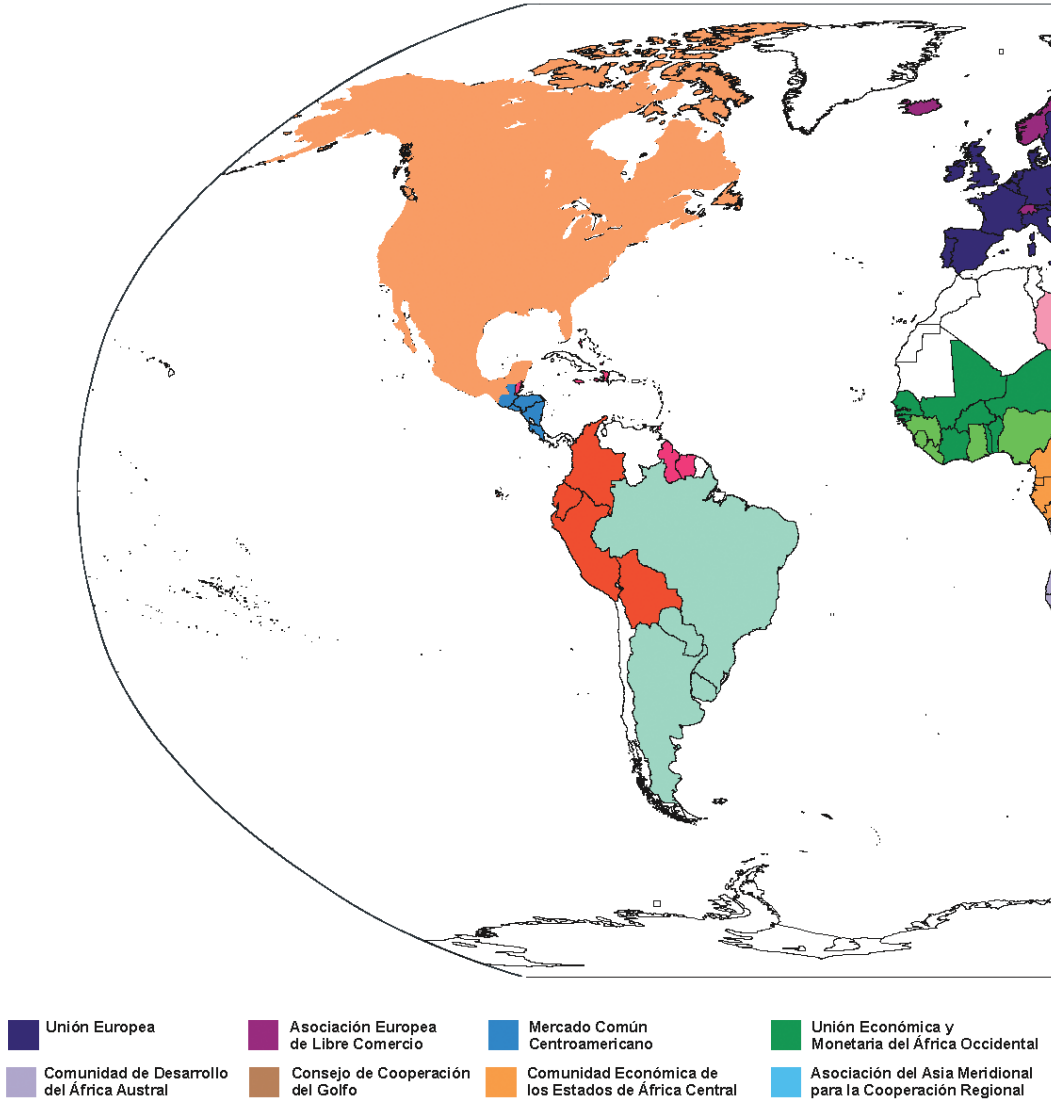 Unión Europea
Asociación Europea
de Libre Comercio
Mercado Común
Centroamericano
Unión Económica y
Monetaria del África Occidental
Comunidad de Desarrollo
del África Austral
Consejo de Cooperación
del Golfo
Comunidad Económica de
los Estados de África Central
Asociación del Asia Meridional
para la Cooperación Regional